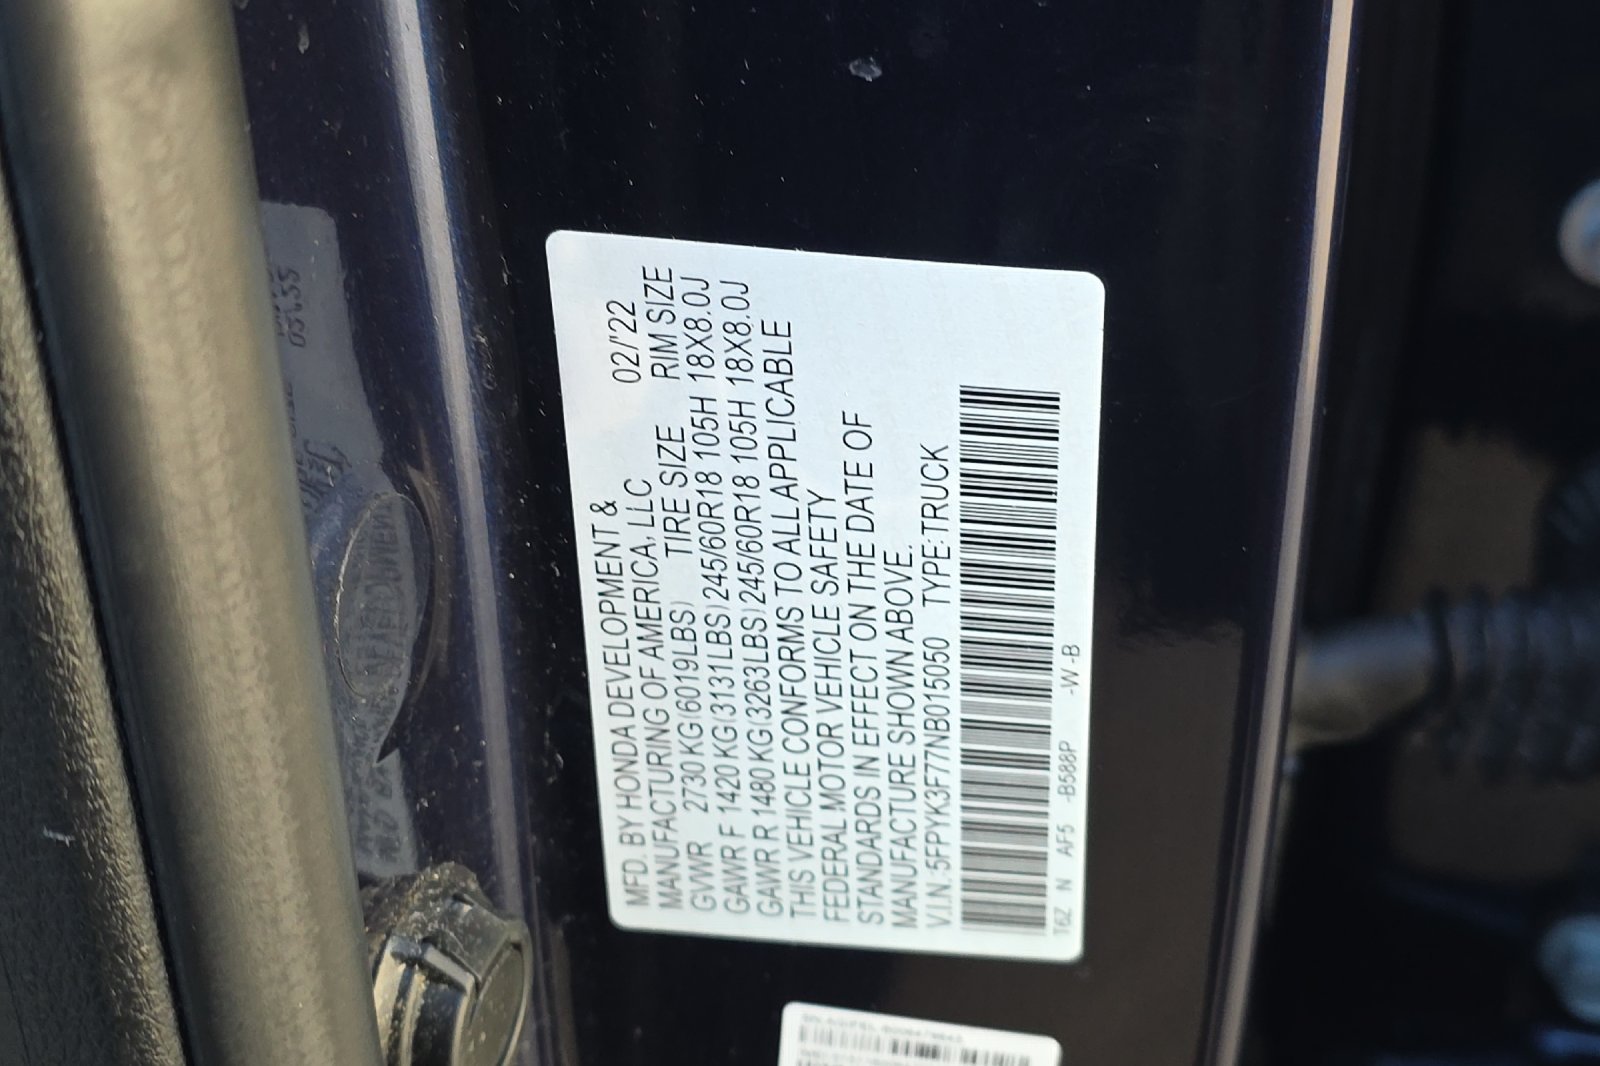 MFD. BY HONDA DEVELOPMENT & 02/'22
MANUFACTURING OF AMERICA, LLC
TIRE SIZE RIM SIZE
GVWR 2730 KG(6019LBS)
GAWR F 1420 KG(3131LBS) 245/60R18 105H 18X8.0J
GAWR R 1480 KG(3263LBS) 245/60R18 105H 18X8.0J
THIS VEHICLE CONFORMS TO ALL APPLICABLE
FEDERAL MOTOR VEHICLE SAFETY
STANDARDS IN EFFECT ON THE DATE OF
MANUFACTURE SHOWN ABOVE.
V.I.N.:5FPYK3F77NB015050 TYPE:TRUCK
T6Z N AF5 -B588P -W -B